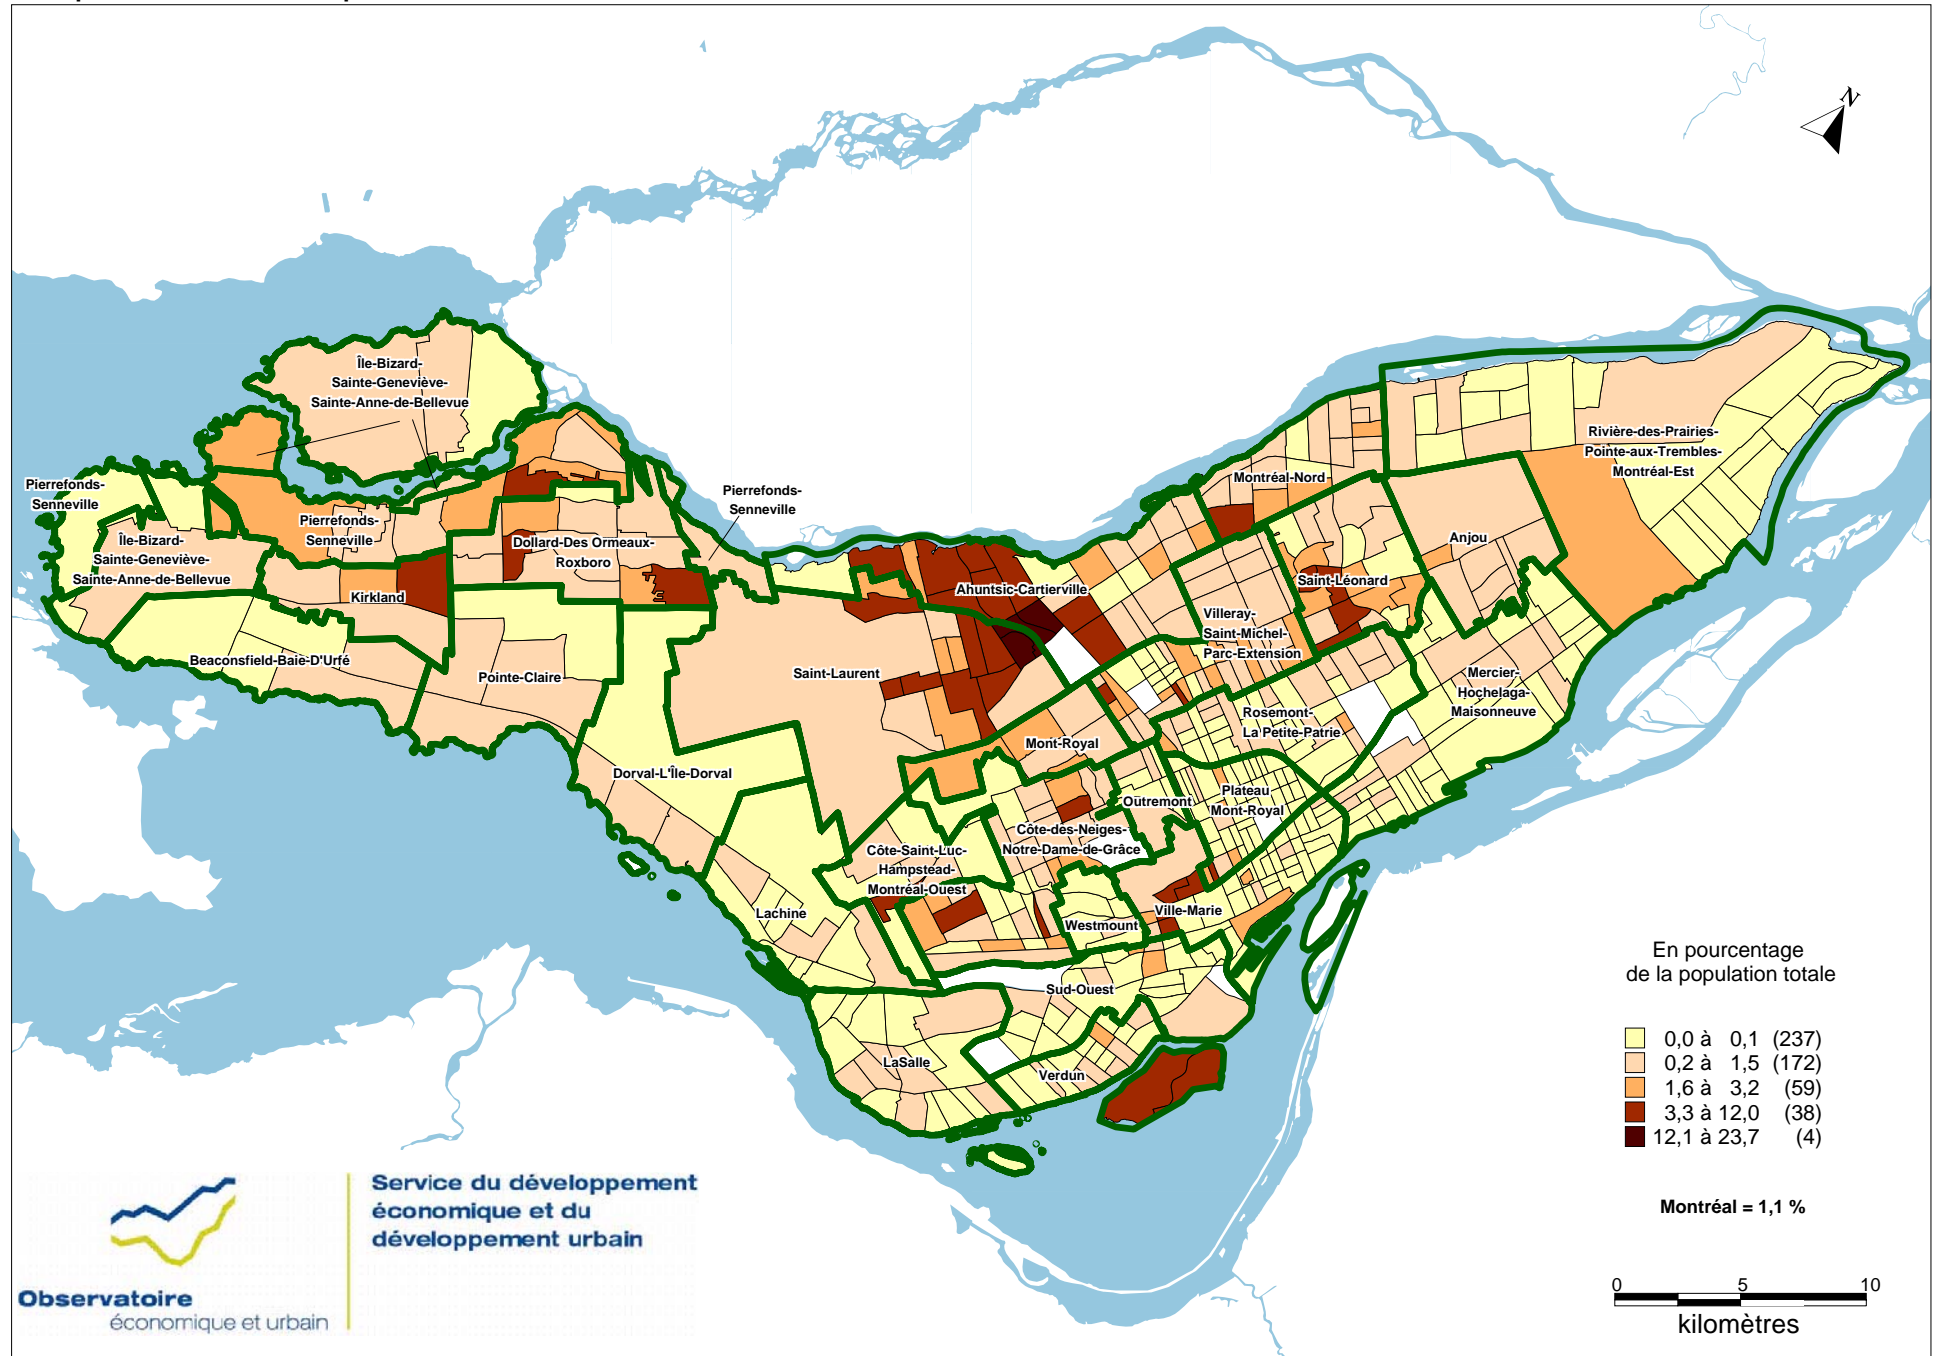 N
Île-Bizard-
Sainte-Geneviève-
Sainte-Anne-de-Bellevue
Pierrefonds-
Senneville
Pierrefonds-
Senneville
Pierrefonds-
Senneville
Île-Bizard-
Sainte-Geneviève-
Sainte-Anne-de-Bellevue
Dollard-Des Ormeaux-
Roxboro
Kirkland
Beaconsfield-Baie-D'Urfé
Pointe-Claire
Dorval-L'Île-Dorval
Saint-Laurent
Ahuntsic-Cartierville
Montréal-Nord
Rivière-des-Prairies-
Pointe-aux-Trembles-
Montréal-Est
Anjou
Saint-Léonard
Villeray-
Saint-Michel-
Parc-Extension
Mercier-
Hochelaga-
Maisonneuve
Rosemont-
La Petite-Patrie
Mont-Royal
Outremont
Plateau
Mont-Royal
Côte-des-Neiges-
Notre-Dame-de-Grâce
Côte-Saint-Luc-
Hampstead-
Montréal-Ouest
Lachine
Westmount
Ville-Marie
Sud-Ouest
LaSalle
Verdun
En pourcentage
de la population totale
0,0 à 0,1 (237)
0,2 à 1,5 (172)
1,6 à 3,2 (59)
3,3 à 12,0 (38)
12,1 à 23,7 (4)
Montréal = 1,1 %
0 5 10
kilomètres
Service du développement
économique et du
développement urbain
Observatoire
économique et urbain